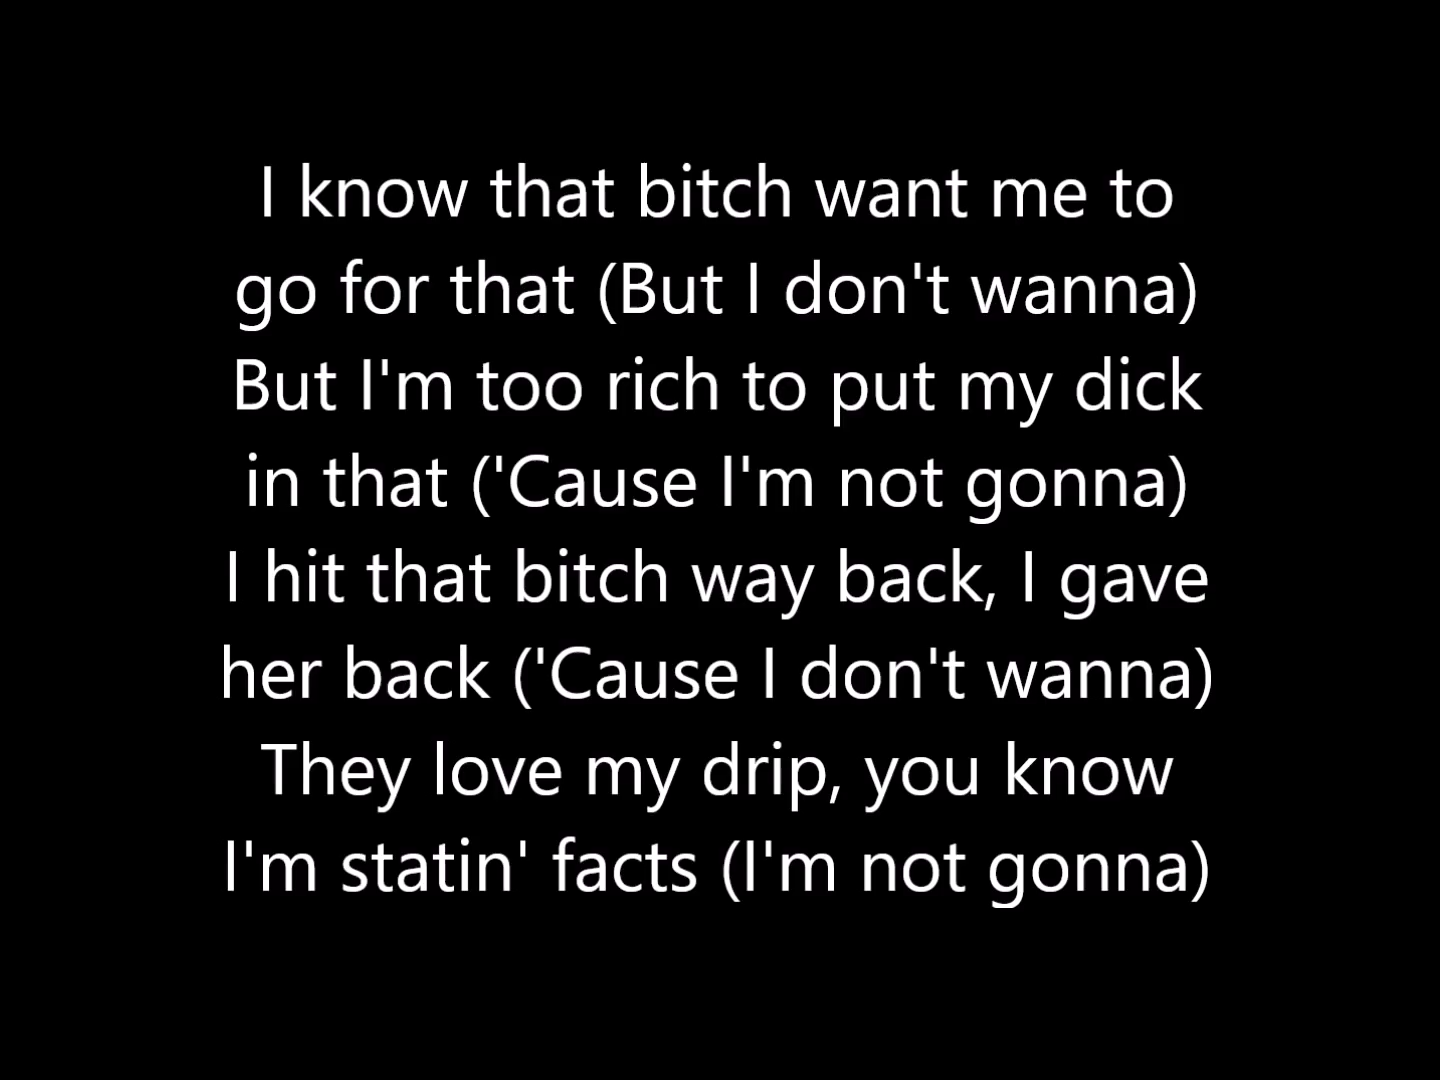 I know that bitch want me to
go for that (But I don't wanna)
But I'm too rich to put my dick
in that ('Cause I'm not gonna)
I hit that bitch way back, I gave
her back ('Cause I don't wanna)
They love my drip, you know
I'm statin' facts (I'm not gonna)